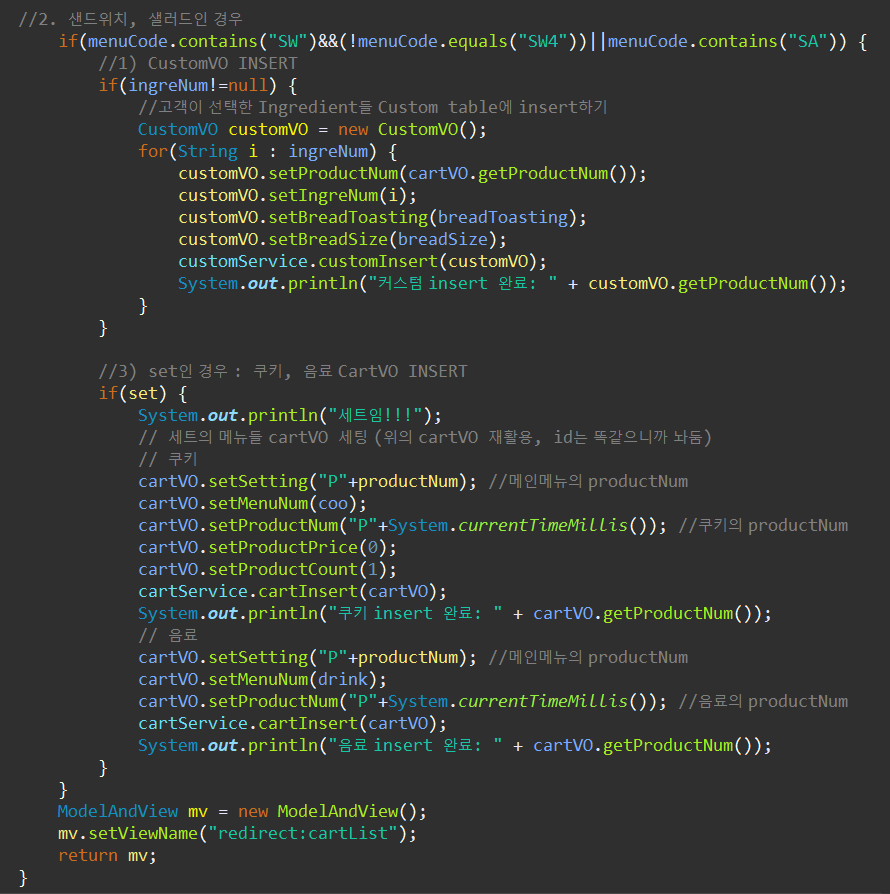 //2. 샌드위치, 샐러드인 경우
if(menuCode.contains("SW")&&(!menuCode.equals("SW4"))||menuCode.contains("SA")) {
//1) CustomVO INSERT
if(ingreNum!=null) {
//고객이 선택한 Ingredient들 Custom table에 insert하기
CustomVO customVO = new CustomVO();
for(String i : ingreNum) {
customVO.setProductNum(cartVO.getProductNum());
customVO.setIngreNum(i);
customVO.setBreadToasting(breadToasting);
customVO.setBreadSize(breadSize);
customService.customInsert(customVO);
System.out.println("커스텀 insert 완료: " + customVO.getProductNum());
}
}
//3) set인 경우 : 쿠키, 음료 CartVO INSERT
if(set) {
System.out.println("세트임!!!");
// 세트의 메뉴들 cartVO 세팅 (위의 cartVO 재활용, id는 똑같으니까 놔둠)
// 쿠키
cartVO.setSetting("P"+productNum); //메인메뉴의 productNum
cartVO.setMenuNum(coo);
cartVO.setProductNum("P"+System.currentTimeMillis()); //쿠키의 productNum
cartVO.setProductPrice(0);
cartVO.setProductCount(1);
cartService.cartInsert(cartVO);
System.out.println("쿠키 insert 완료: " + cartVO.getProductNum());
// 음료
cartVO.setSetting("P"+productNum); //메인메뉴의 productNum
cartVO.setMenuNum(drink);
cartVO.setProductNum("P"+System.currentTimeMillis()); //음료의 productNum
cartService.cartInsert(cartVO);
System.out.println("음료 insert 완료: " + cartVO.getProductNum());
}
}
ModelAndView mv = new ModelAndView();
mv.setViewName("redirect:cartList");
return mv;
}